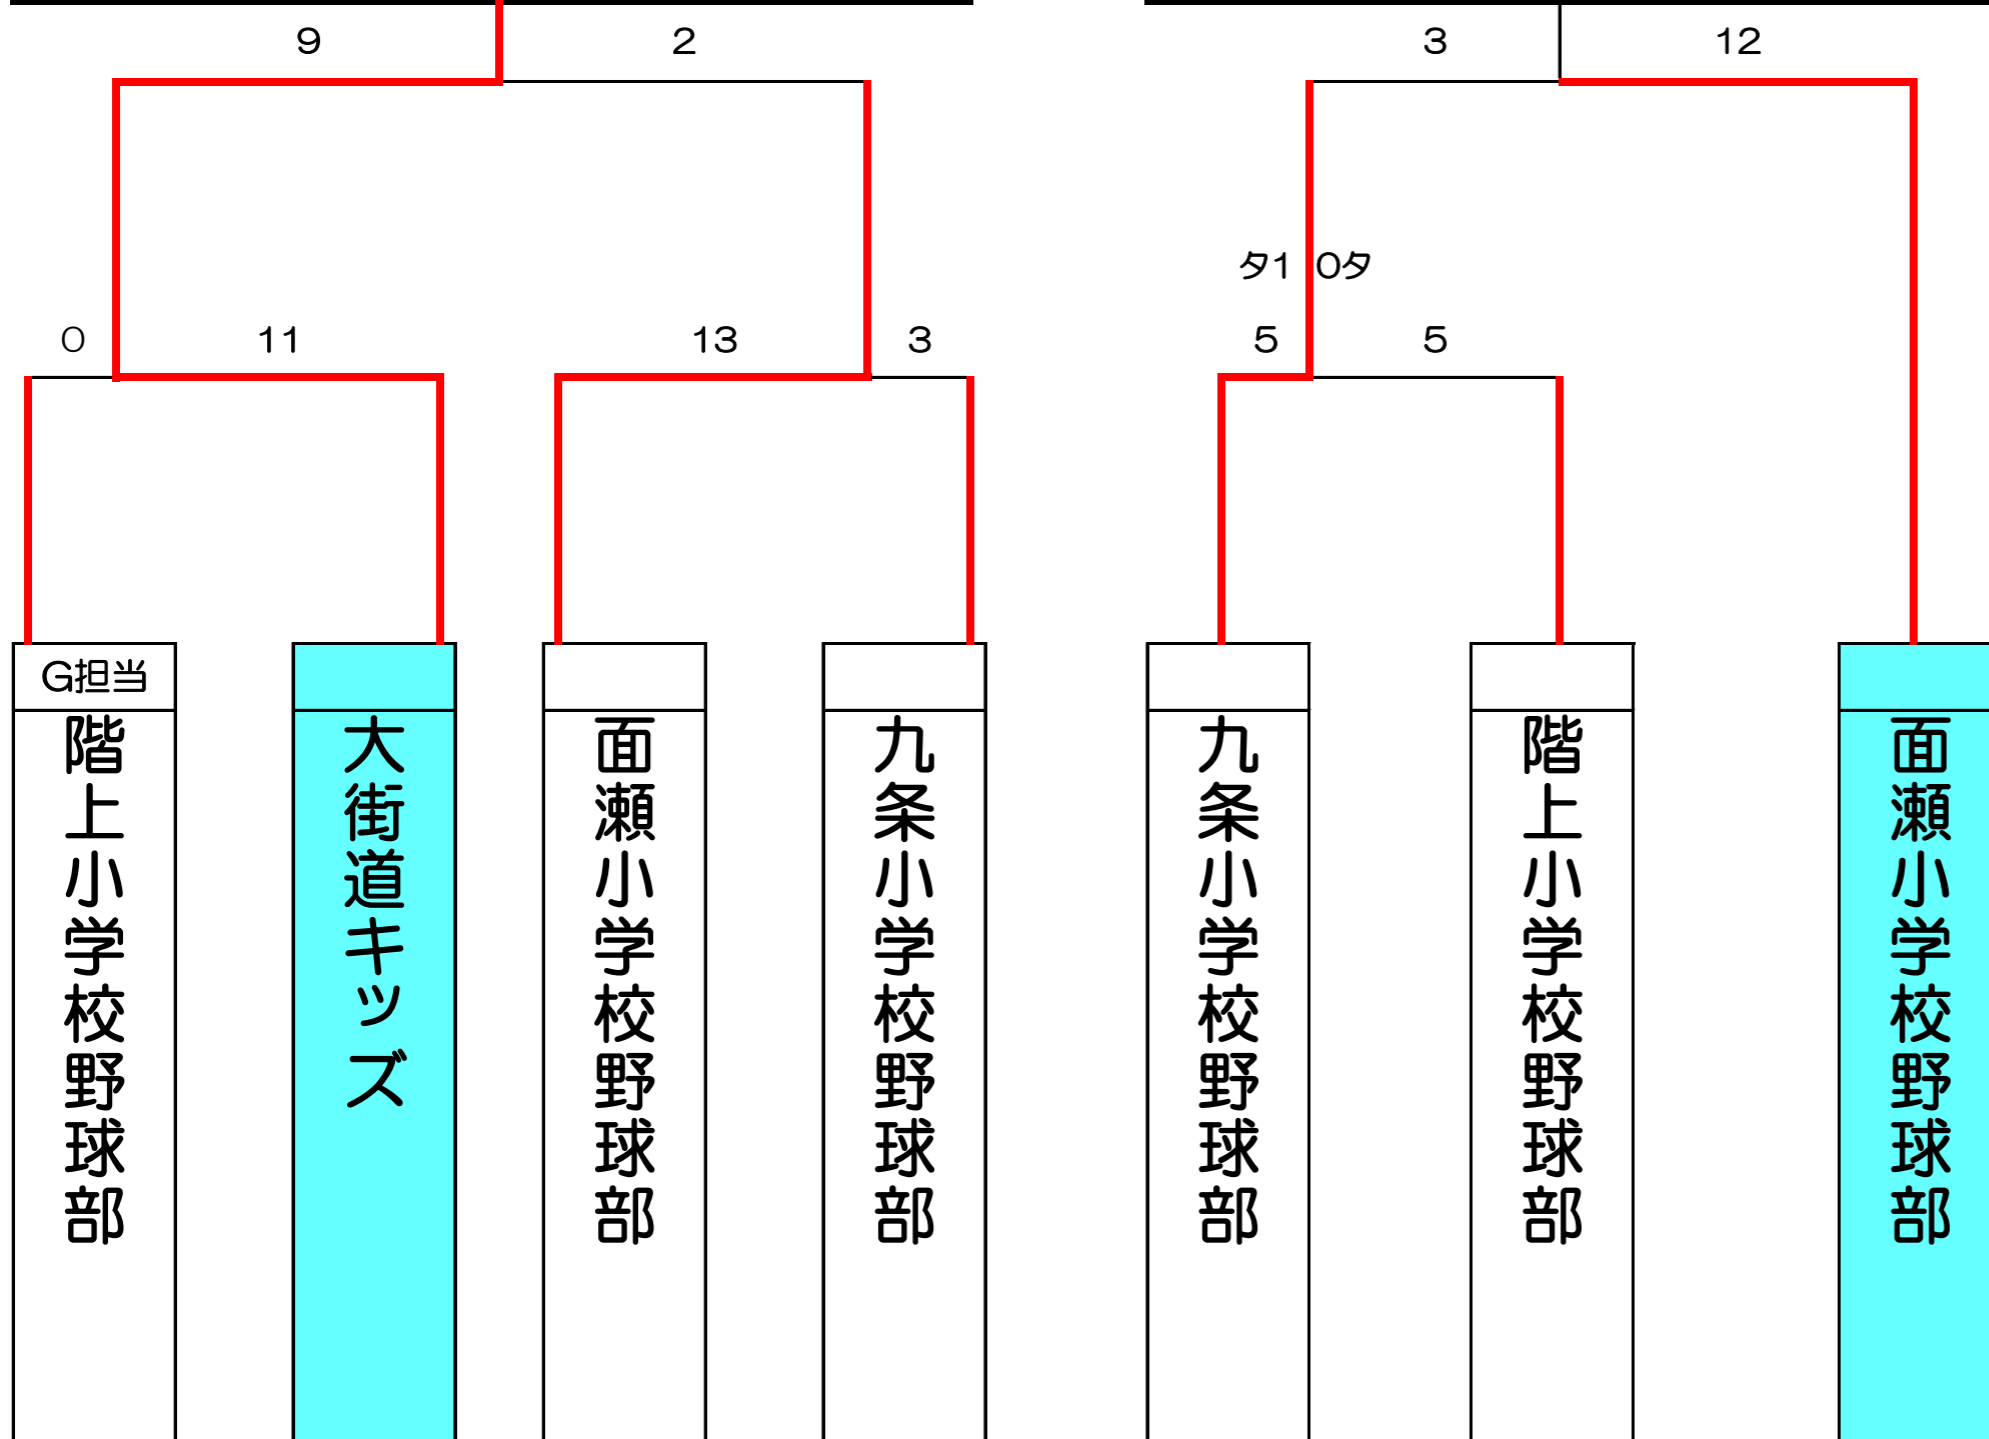 9 2 3 12
タ1 0タ
0 11 13 3 5 5
G担当
階上小学校野球部
大街道キッズ
面瀬小学校野球部
九条小学校野球部
九条小学校野球部
階上小学校野球部
面瀬小学校野球部